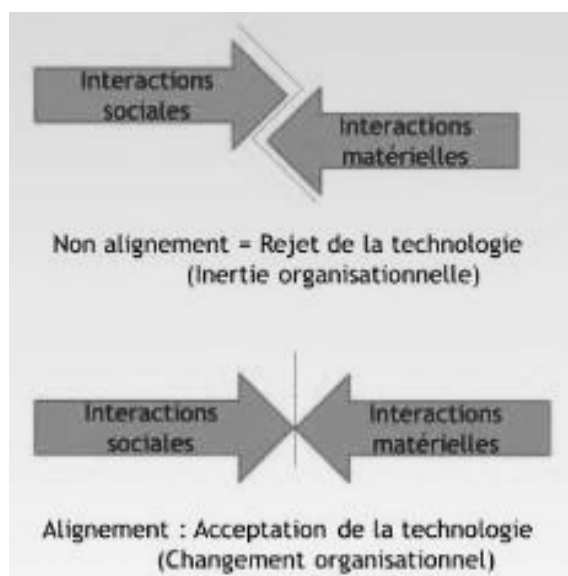 Interactions
sociales
Interactions
matérielles
Non alignement = Rejet de la technologie
(Inertie organisationnelle)
Interactions
sociales
Interactions
matérielles
Alignement : Acceptation de la technologie
(Changement organisationnel)